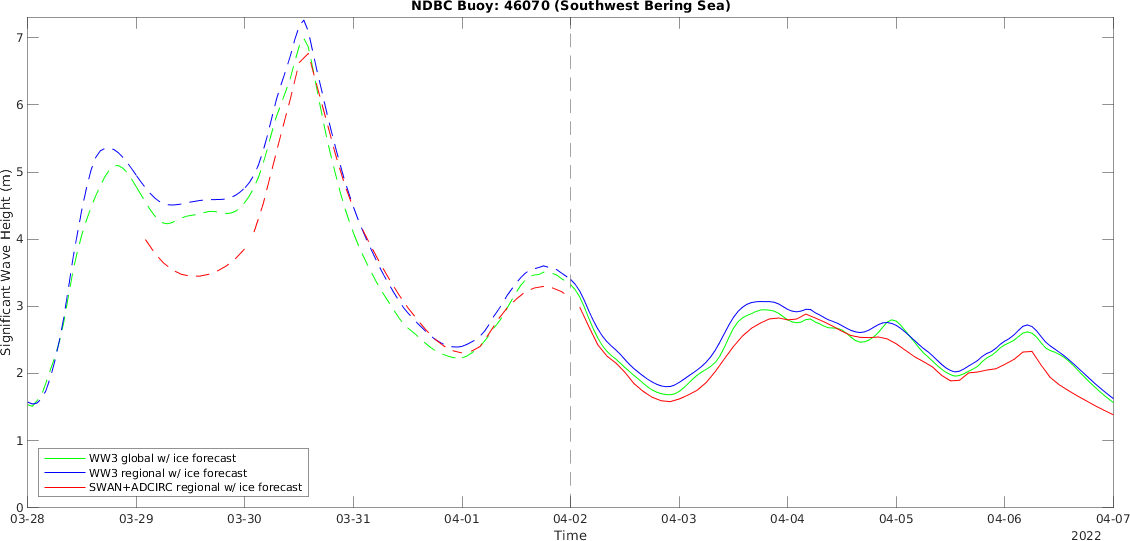 NDBC Buoy: 46070 (Southwest Bering Sea)
7
6
5
4
3
2
1
0
Significant Wave Height (m)
WW3 global w/ ice forecast
WW3 regional w/ ice forecast
SWAN+ADCIRC regional w/ ice forecast
03-28 03-29 03-30 03-31 04-01 04-02 04-03 04-04 04-05 04-06 04-07
Time
2022